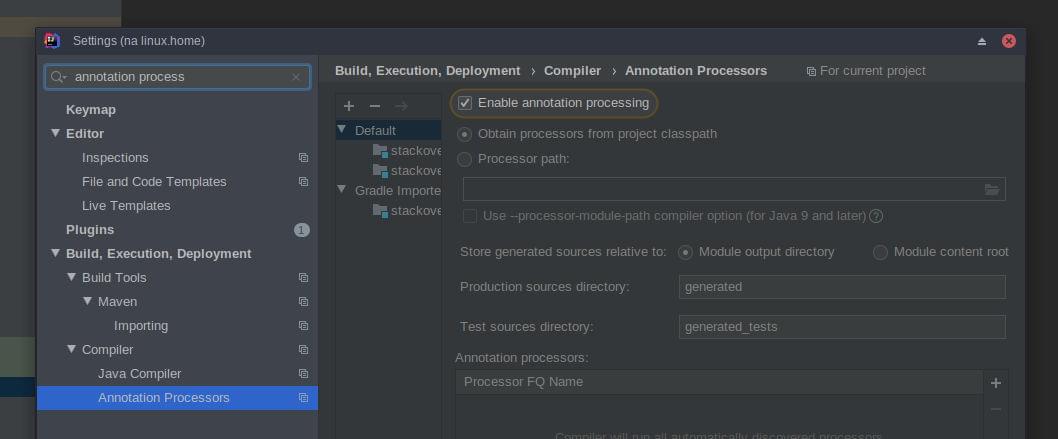 Settings (na linux.home)
annotation process
Keymap
Editor
Inspections
File and Code Templates
Live Templates
Plugins 1
Build, Execution, Deployment
Build Tools
Maven
Importing
Compiler
Java Compiler
Annotation Processors
Build, Execution, Deployment › Compiler › Annotation Processors For current project
Default
stackove
stackove
Gradle Importe
stackove
Enable annotation processing
Obtain processors from project classpath
Processor path:
Use --processor-module-path compiler option (for Java 9 and later) ?
Store generated sources relative to: Module output directory Module content root
Production sources directory: generated
Test sources directory: generated_tests
Annotation processors:
Processor FQ Name
Compiler will run all automatically discovered processors